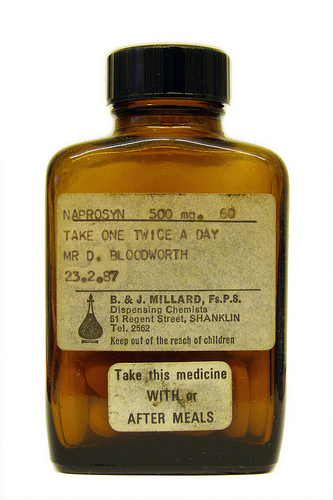 NAPROSYN 500 mg. 60
TAKE ONE TWICE A DAY
MR D. BLOODWORTH
23.2.87
B. & J. MILLARD, Fs.P.S.
Dispensing Chemists
51 Regent Street, SHANKLIN
Tel. 2562
Keep out of the reach of children
Take this medicine
WITH or
AFTER MEALS